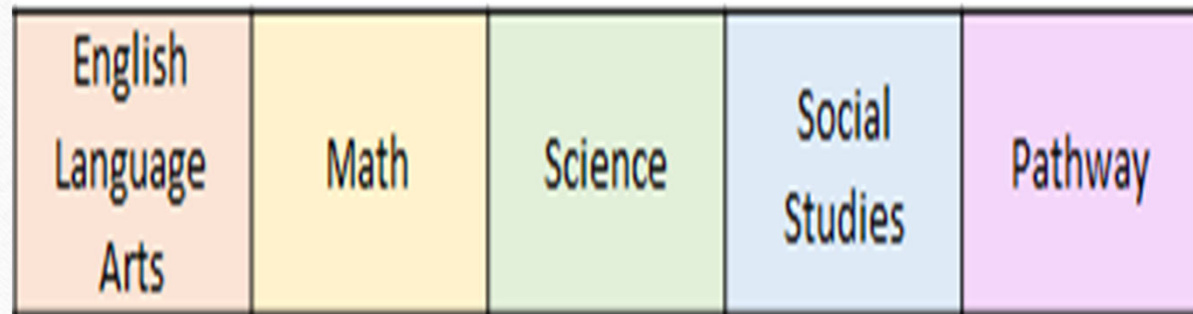 English
Language
Arts
Math
Science
Social
Studies
Pathway